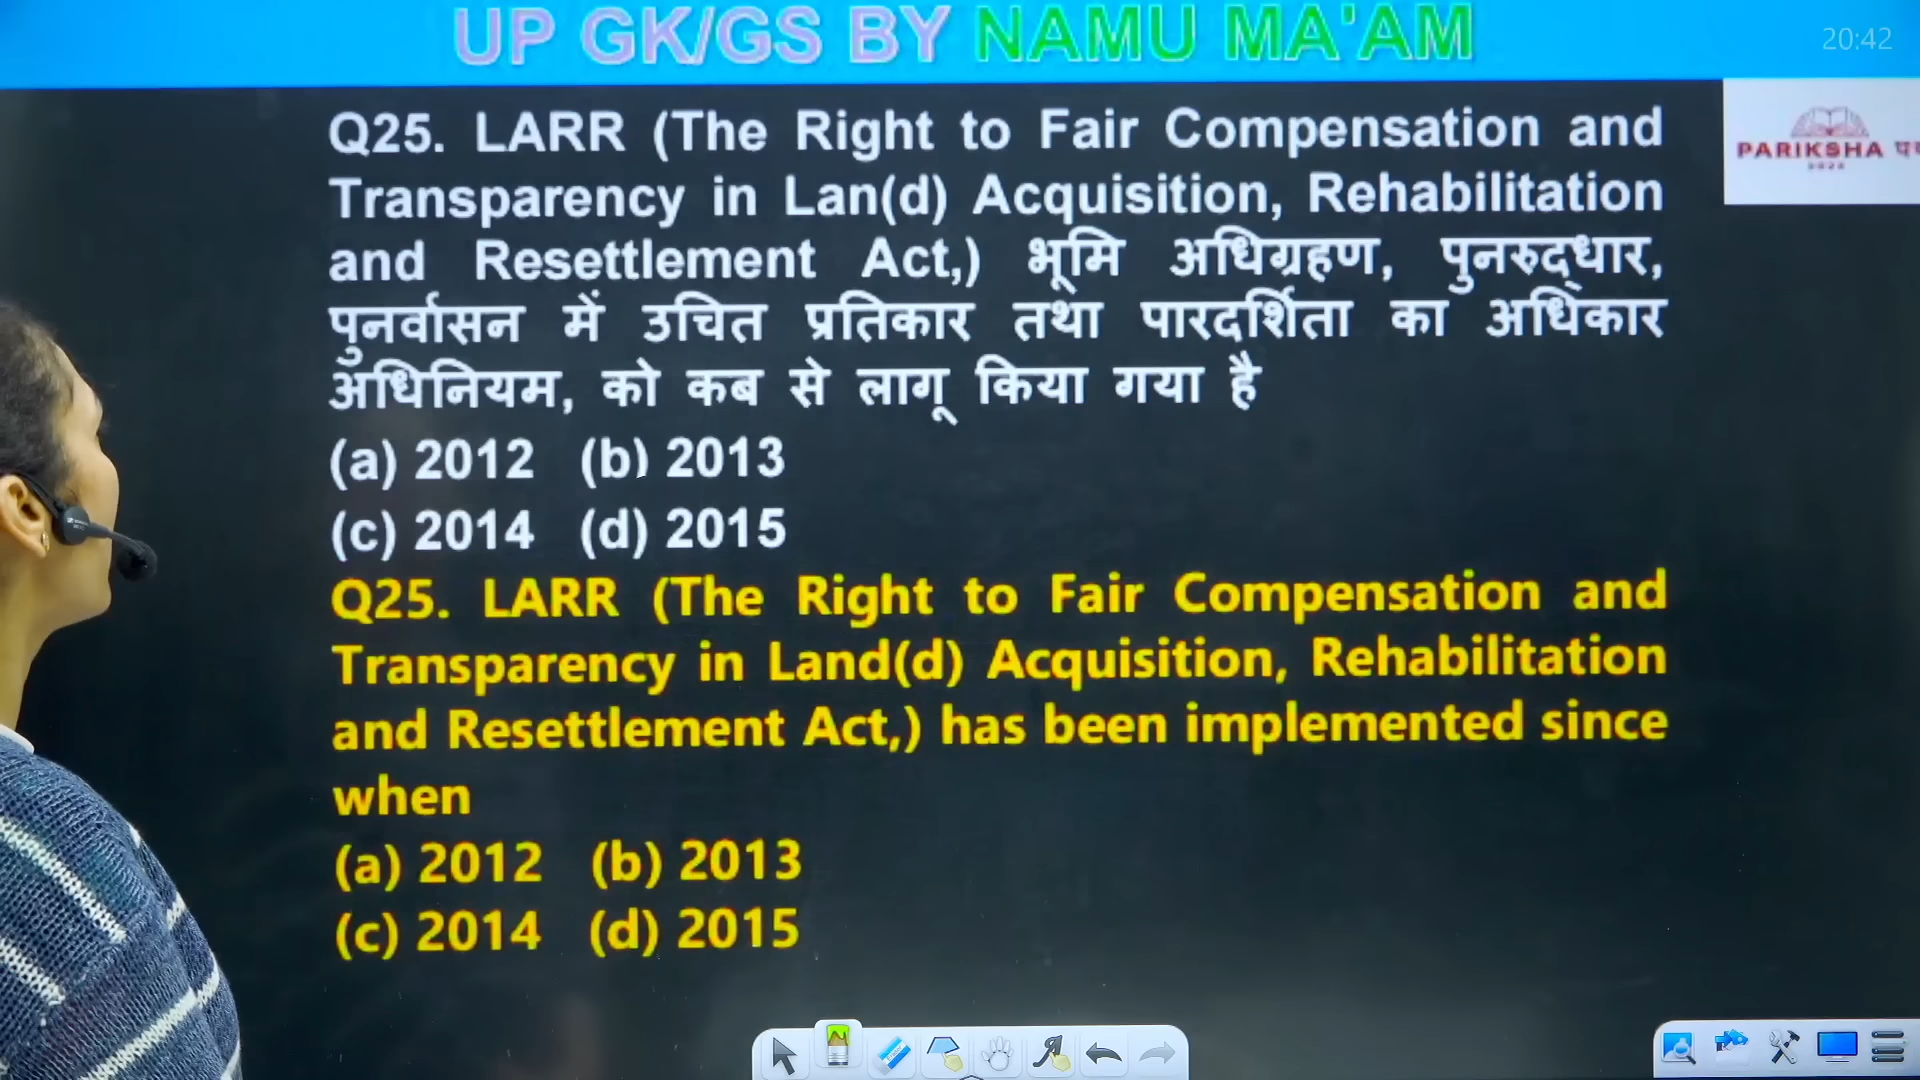 UP GK/GS BY NAMU MA'AM
20:42
PARIKSHA
Q25. LARR (The Right to Fair Compensation and
Transparency in Lan(d) Acquisition, Rehabilitation
and Resettlement Act,) भूमि अधिग्रहण, पुनरुद्धार,
पुनर्वासन में उचित प्रतिकार तथा पारदर्शिता का अधिकार
अधिनियम, को कब से लागू किया गया है
(a) 2012 (b) 2013
(c) 2014 (d) 2015
Q25. LARR (The Right to Fair Compensation and
Transparency in Land(d) Acquisition, Rehabilitation
and Resettlement Act,) has been implemented since
when
(a) 2012 (b) 2013
(c) 2014 (d) 2015